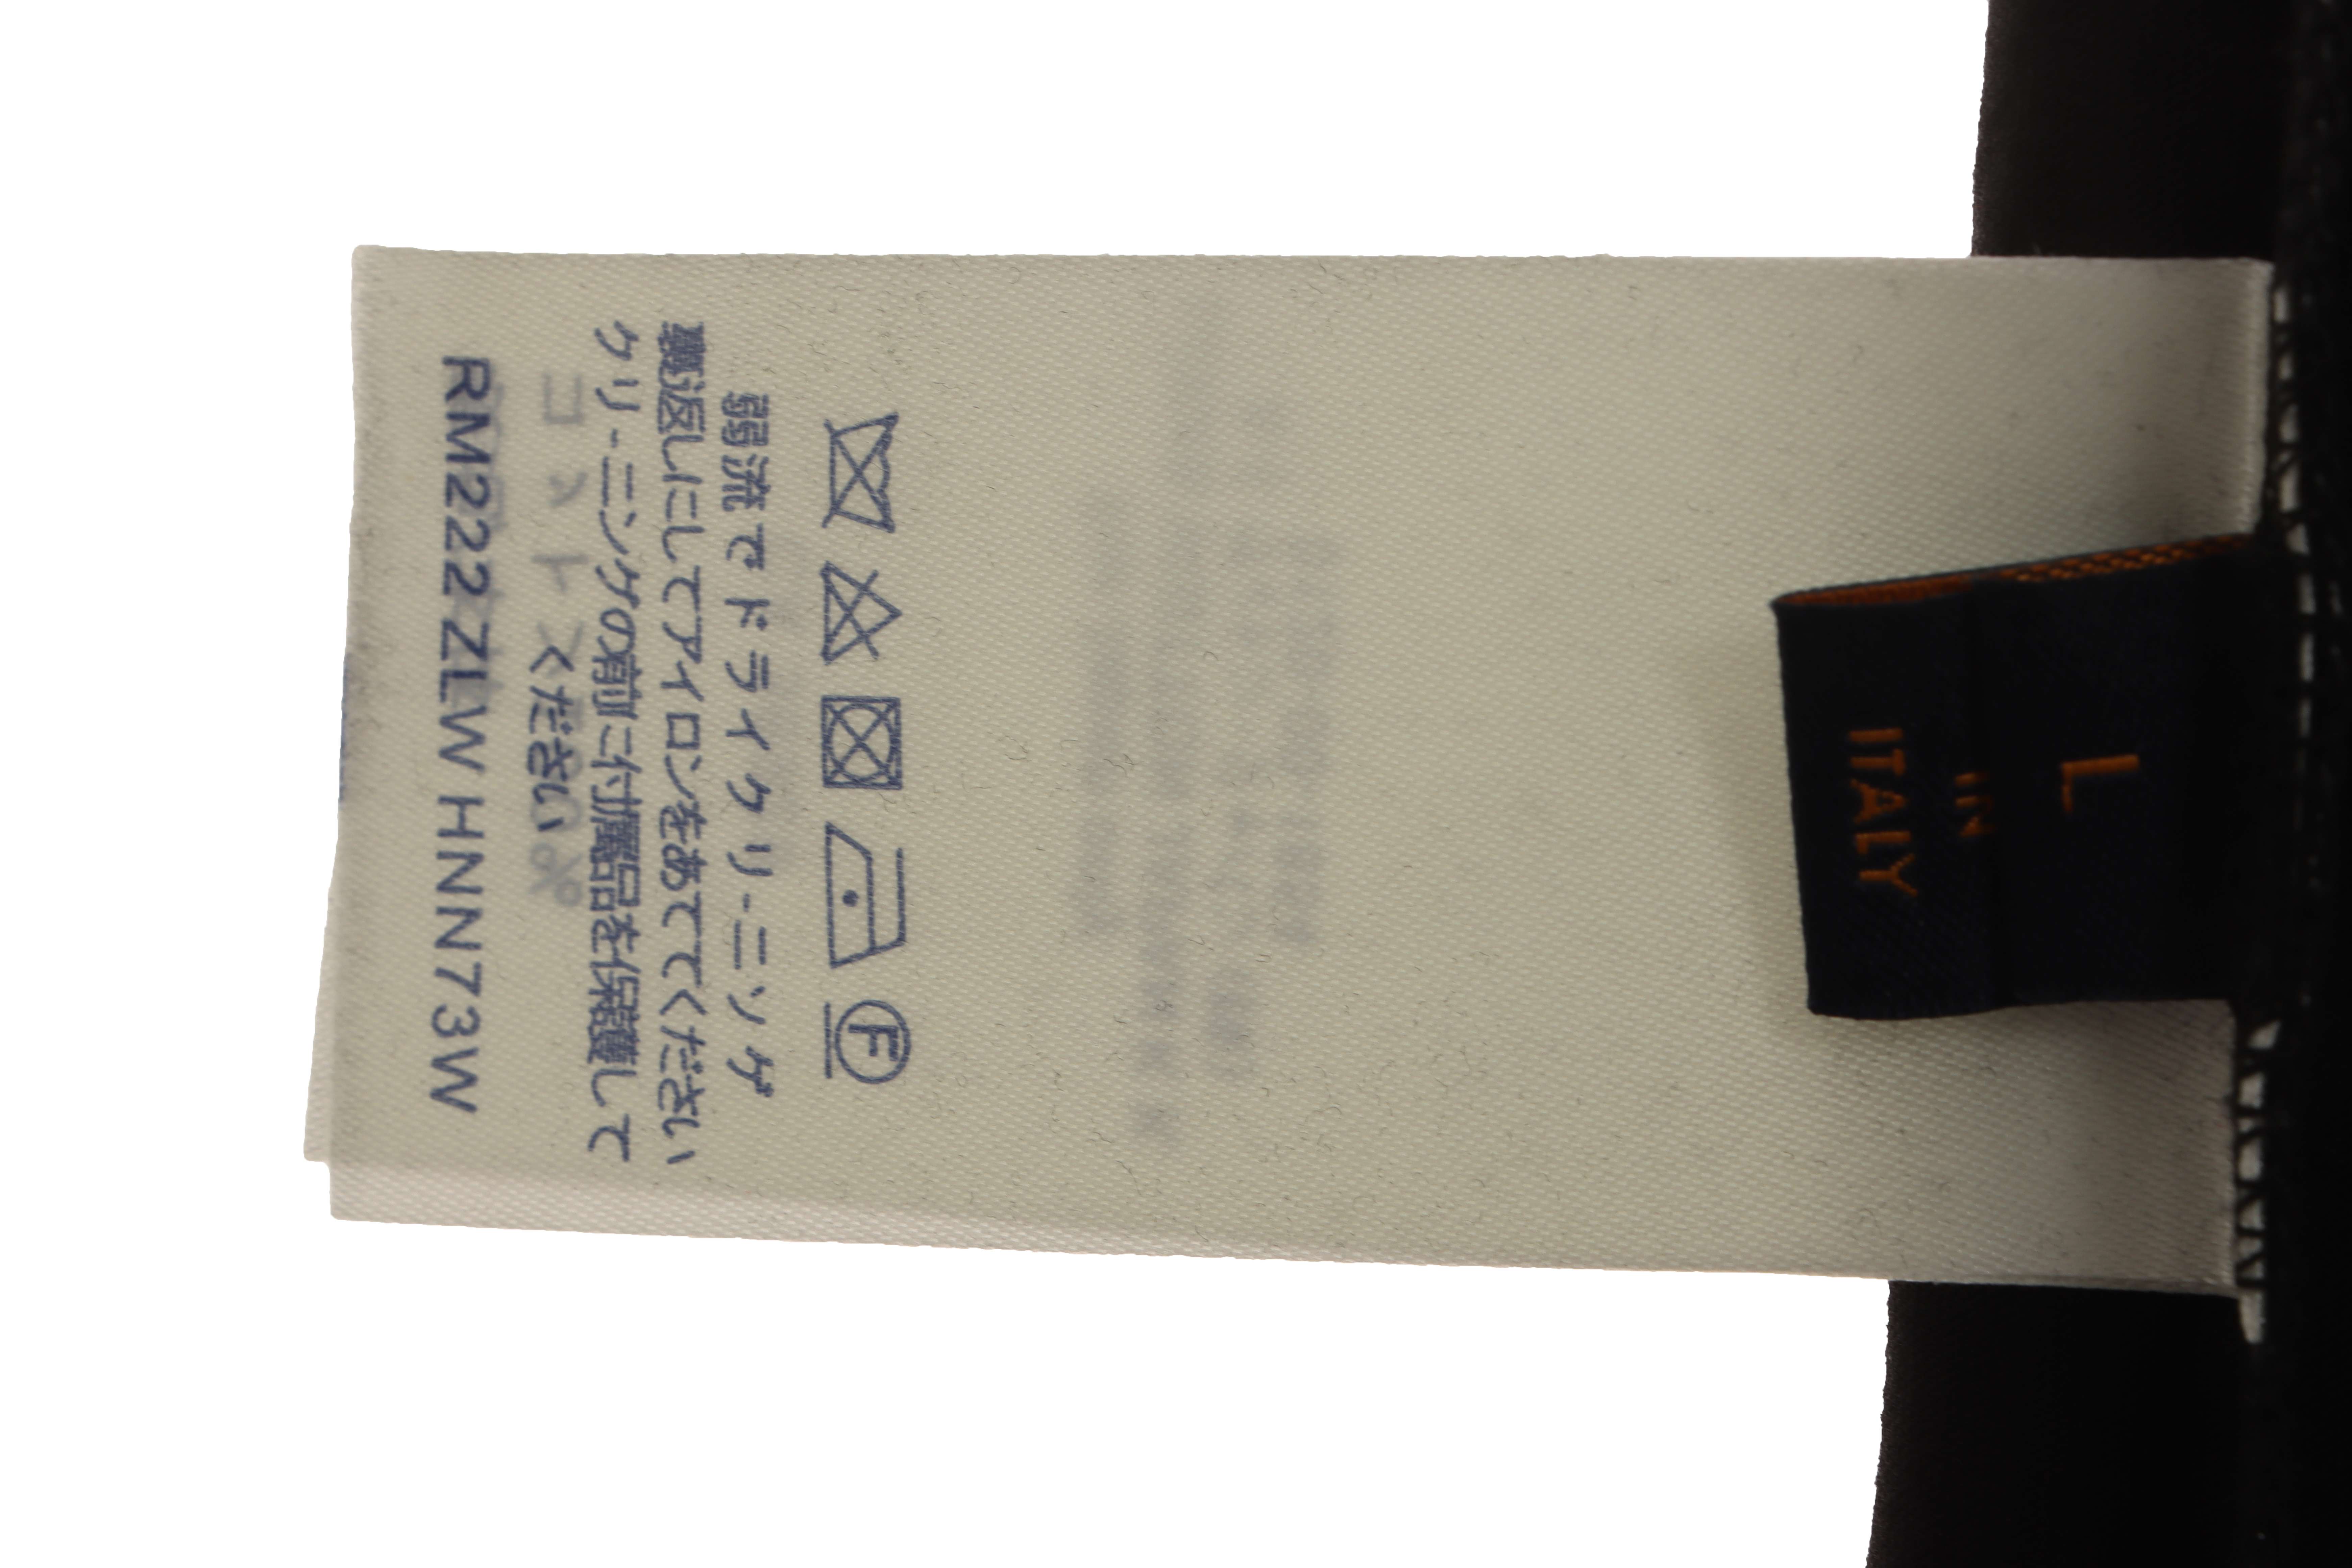 L
IN
ITALY
F
弱流でドライクリーニング
裏返しにしてアイロンをあててください
クリーニングの前に付属品を保護して
ください
RM222ZLW HNN73W